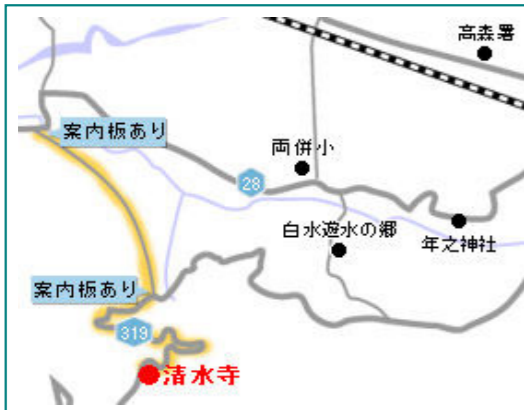 高森署
案内板あり
両併小
28
白水遊水の郷
年之神社
案内板あり
319
清水寺